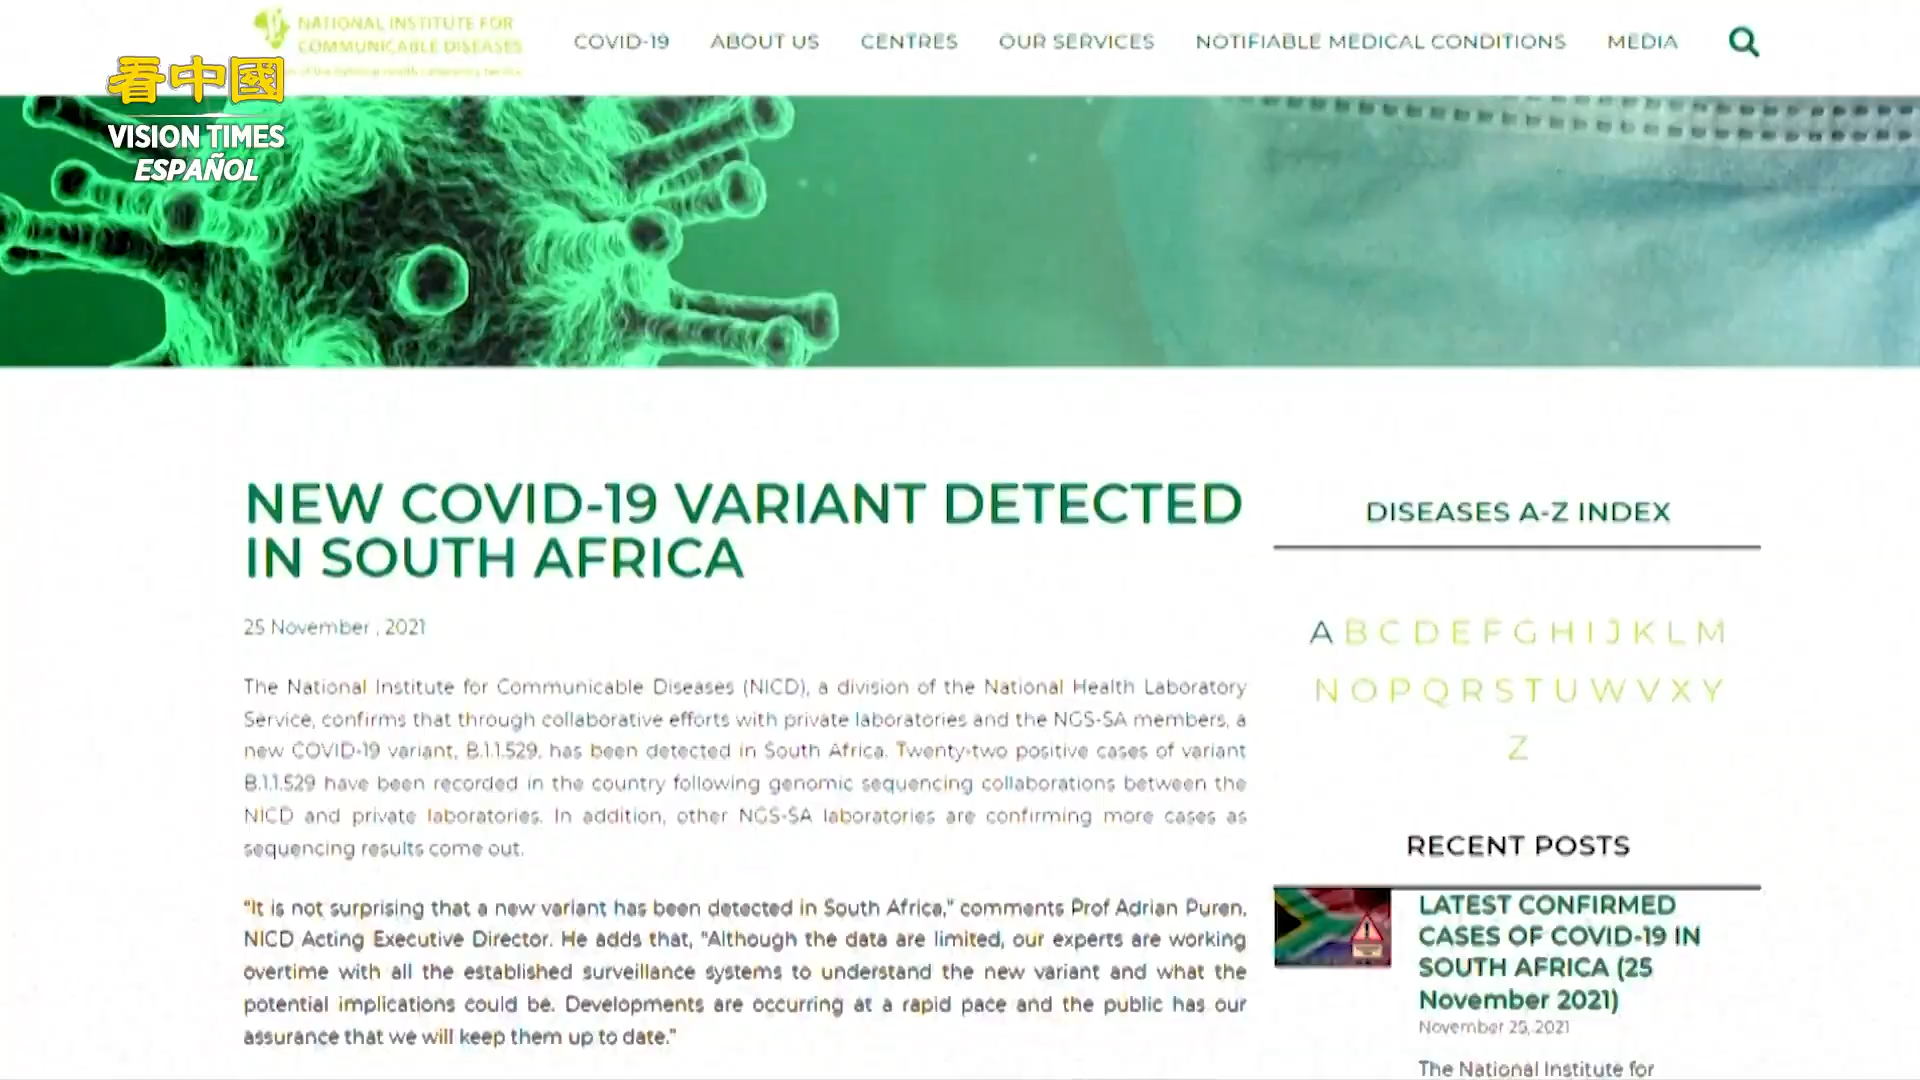 NATIONAL INSTITUTE FOR
COMMUNICABLE DISEASES
COVID-19 ABOUT US CENTRES OUR SERVICES NOTIFIABLE MEDICAL CONDITIONS MEDIA
看中國
VISION TIMES
ESPAÑOL
NEW COVID-19 VARIANT DETECTED
IN SOUTH AFRICA
25 November , 2021
The National Institute for Communicable Diseases (NICD), a division of the National Health Laboratory
Service, confirms that through collaborative efforts with private laboratories and the NGS-SA members, a
new COVID-19 variant, B.1.1.529, has been detected in South Africa. Twenty-two positive cases of variant
B.1.1.529 have been recorded in the country following genomic sequencing collaborations between the
NICD and private laboratories. In addition, other NGS-SA laboratories are confirming more cases as
sequencing results come out.
"It is not surprising that a new variant has been detected in South Africa," comments Prof Adrian Puren,
NICD Acting Executive Director. He adds that, "Although the data are limited, our experts are working
overtime with all the established surveillance systems to understand the new variant and what the
potential implications could be. Developments are occurring at a rapid pace and the public has our
assurance that we will keep them up to date."
DISEASES A-Z INDEX
A B C D E F G H I J K L M
N O P Q R S T U W V X Y
Z
RECENT POSTS
LATEST CONFIRMED
CASES OF COVID-19 IN
SOUTH AFRICA (25
November 2021)
November 25, 2021
The National Institute for